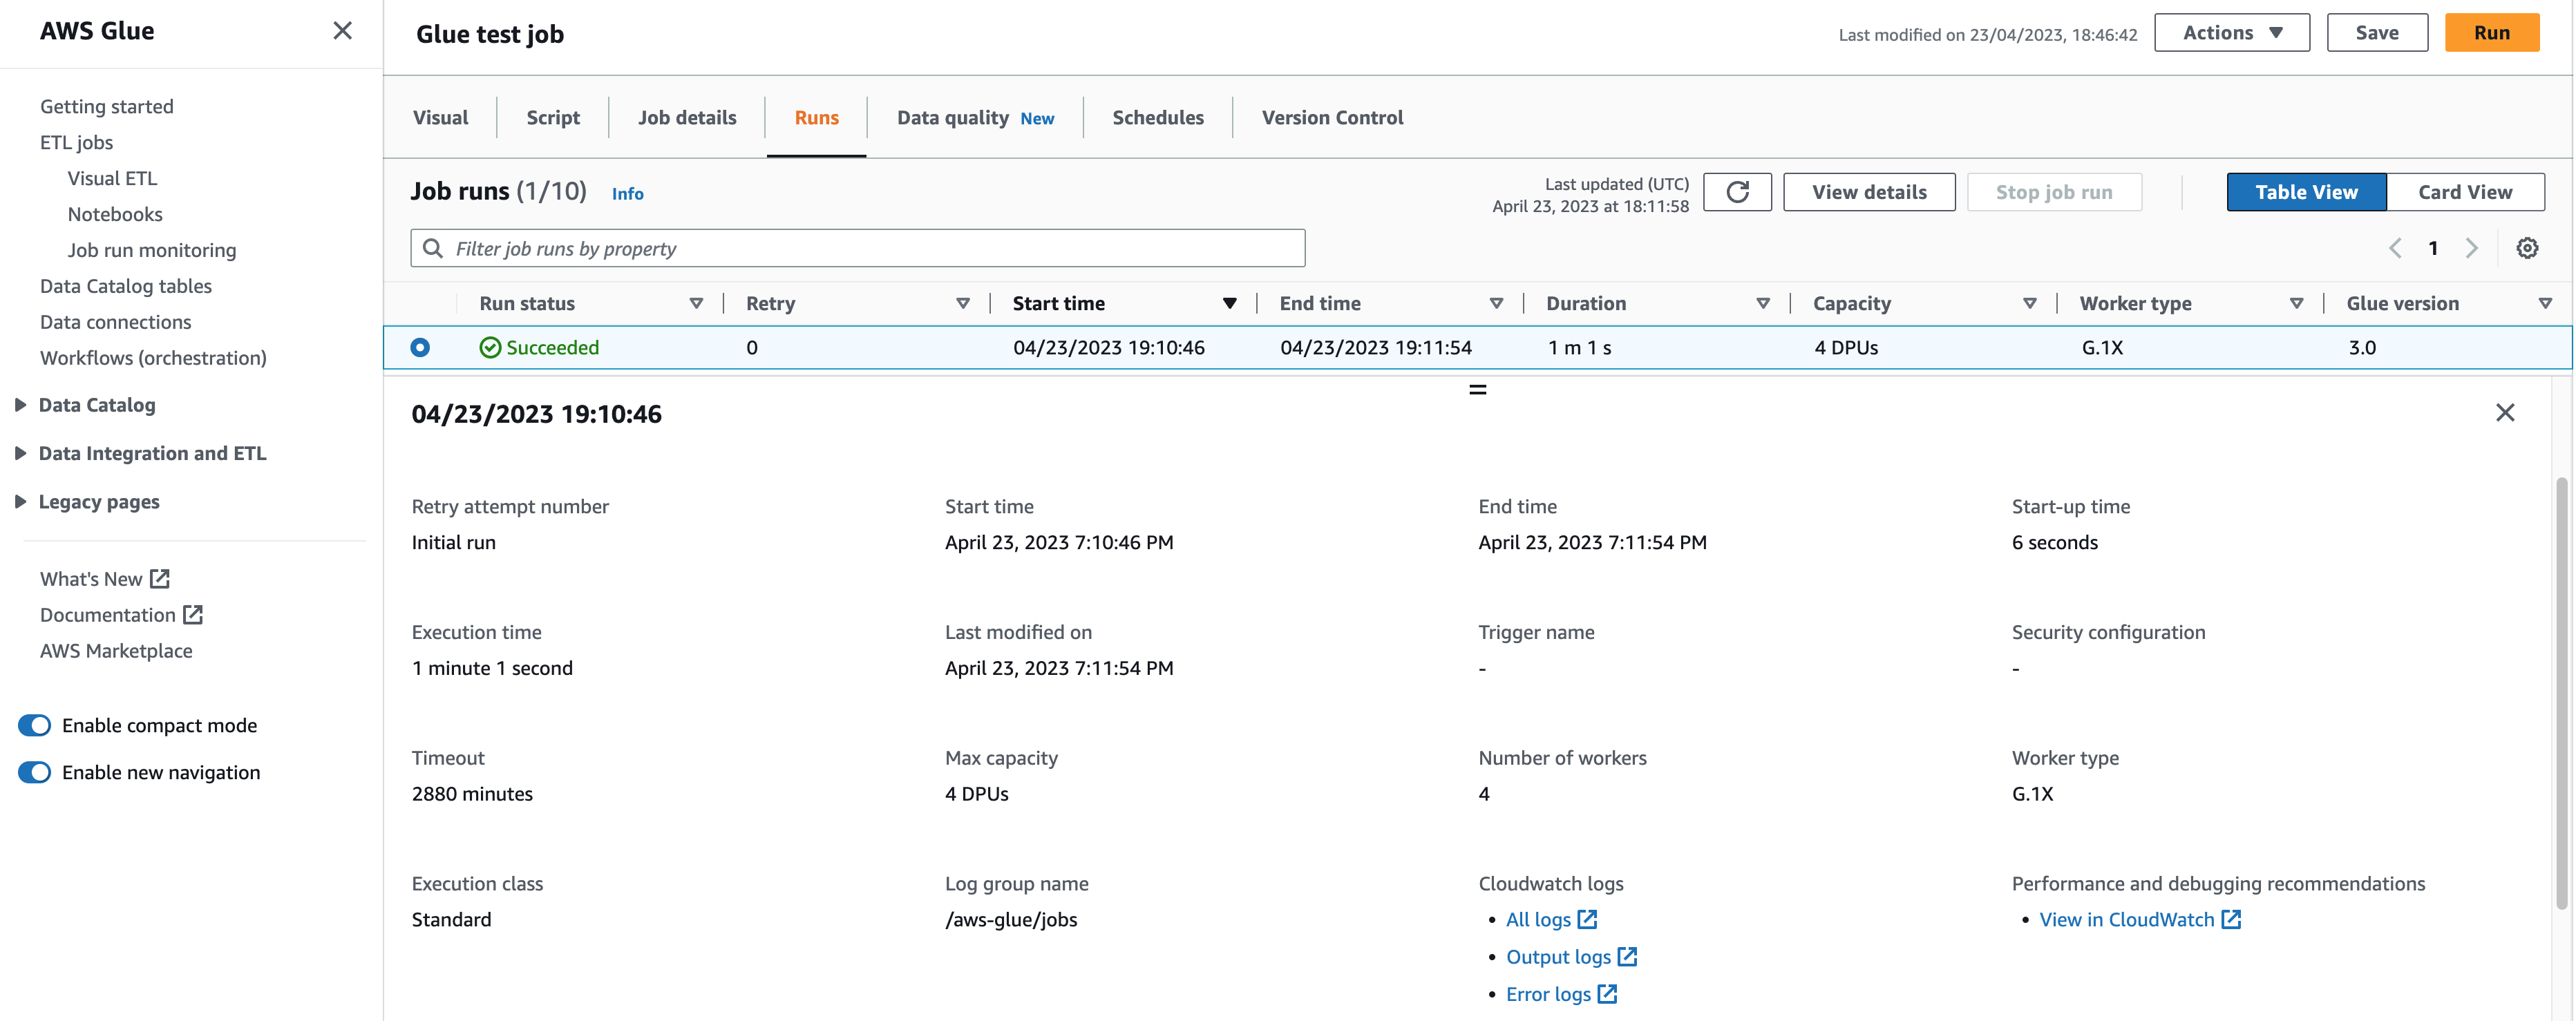 AWS Glue
Getting started
ETL jobs
Visual ETL
Notebooks
Job run monitoring
Data Catalog tables
Data connections
Workflows (orchestration)
Data Catalog
Data Integration and ETL
Legacy pages
What's New
Documentation
AWS Marketplace
Enable compact mode
Enable new navigation
Glue test job
Last modified on 23/04/2023, 18:46:42
Actions
Save
Run
Visual
Script
Job details
Runs
Data quality New
Schedules
Version Control
Job runs (1/10) Info
Last updated (UTC)
April 23, 2023 at 18:11:58
View details
Stop job run
Table View
Card View
Filter job runs by property
1
Run status Retry Start time End time Duration Capacity Worker type Glue version
Succeeded 0 04/23/2023 19:10:46 04/23/2023 19:11:54 1 m 1 s 4 DPUs G.1X 3.0
04/23/2023 19:10:46
Retry attempt number Start time End time Start-up time
Initial run April 23, 2023 7:10:46 PM April 23, 2023 7:11:54 PM 6 seconds
Execution time Last modified on Trigger name Security configuration
1 minute 1 second April 23, 2023 7:11:54 PM - -
Timeout Max capacity Number of workers Worker type
2880 minutes 4 DPUs 4 G.1X
Execution class Log group name Cloudwatch logs Performance and debugging recommendations
Standard /aws-glue/jobs • All logs • View in CloudWatch
• Output logs
• Error logs